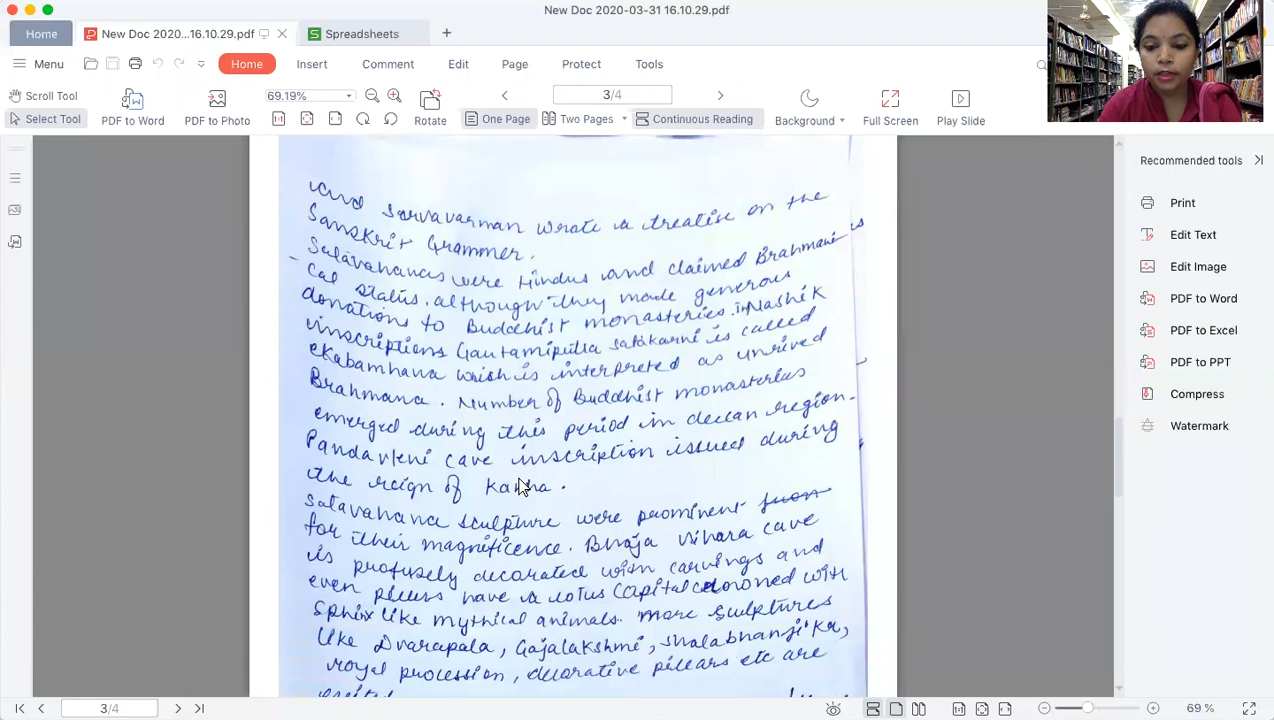 New Doc 2020-03-31 16.10.29.pdf
Home
New Doc 2020...16.10.29.pdf
Spreadsheets
Menu
Home
Insert
Comment
Edit
Page
Protect
Tools
Scroll Tool
Select Tool
PDF to Word
PDF to Photo
69.19%
Rotate
3/4
One Page
Two Pages
Continuous Reading
Background
Full Screen
Play Slide
and Sarvavarman wrote a treatise on the
Sanskrit Grammer.
- Satavahanas were Hindus and claimed Brahmanis
cal status. although they made generous
donations to Buddhist monasteries. in Nashik
inscriptions Gautamiputta satakarni is called
ekabamhana which is interpreted as unrived
Brahmana. Number of Buddhist monasterius
emerged during this period in deccan region.
Pandavleni cave inscription issued during
the reign of Kanha.
Satavahana sculpture were prominent
for their magnificence. Bhaja vihara cave
is profusely decorated with carvings and
even pillers have a lotus capital crowned with
Sphinx like mythical animals. more sculptures
like Dvarapala, Gajalakshmi, shalabhanjika,
royal procession, decorative pillars etc are
Recommended tools
Print
Edit Text
Edit Image
PDF to Word
PDF to Excel
PDF to PPT
Compress
Watermark
3/4
69 %